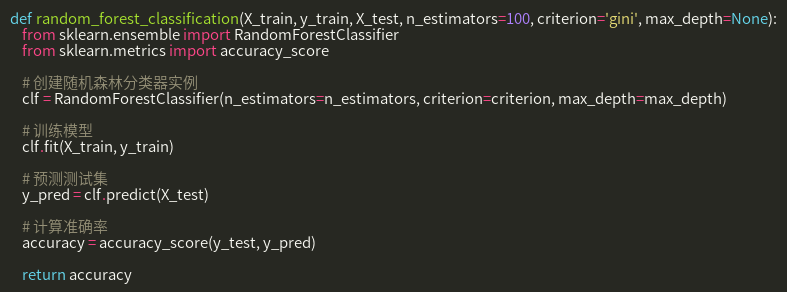 def random_forest_classification(X_train, y_train, X_test, n_estimators=100, criterion='gini', max_depth=None):
from sklearn.ensemble import RandomForestClassifier
from sklearn.metrics import accuracy_score
# 创建随机森林分类器实例
clf = RandomForestClassifier(n_estimators=n_estimators, criterion=criterion, max_depth=max_depth)
# 训练模型
clf.fit(X_train, y_train)
# 预测测试集
y_pred = clf.predict(X_test)
# 计算准确率
accuracy = accuracy_score(y_test, y_pred)
return accuracy